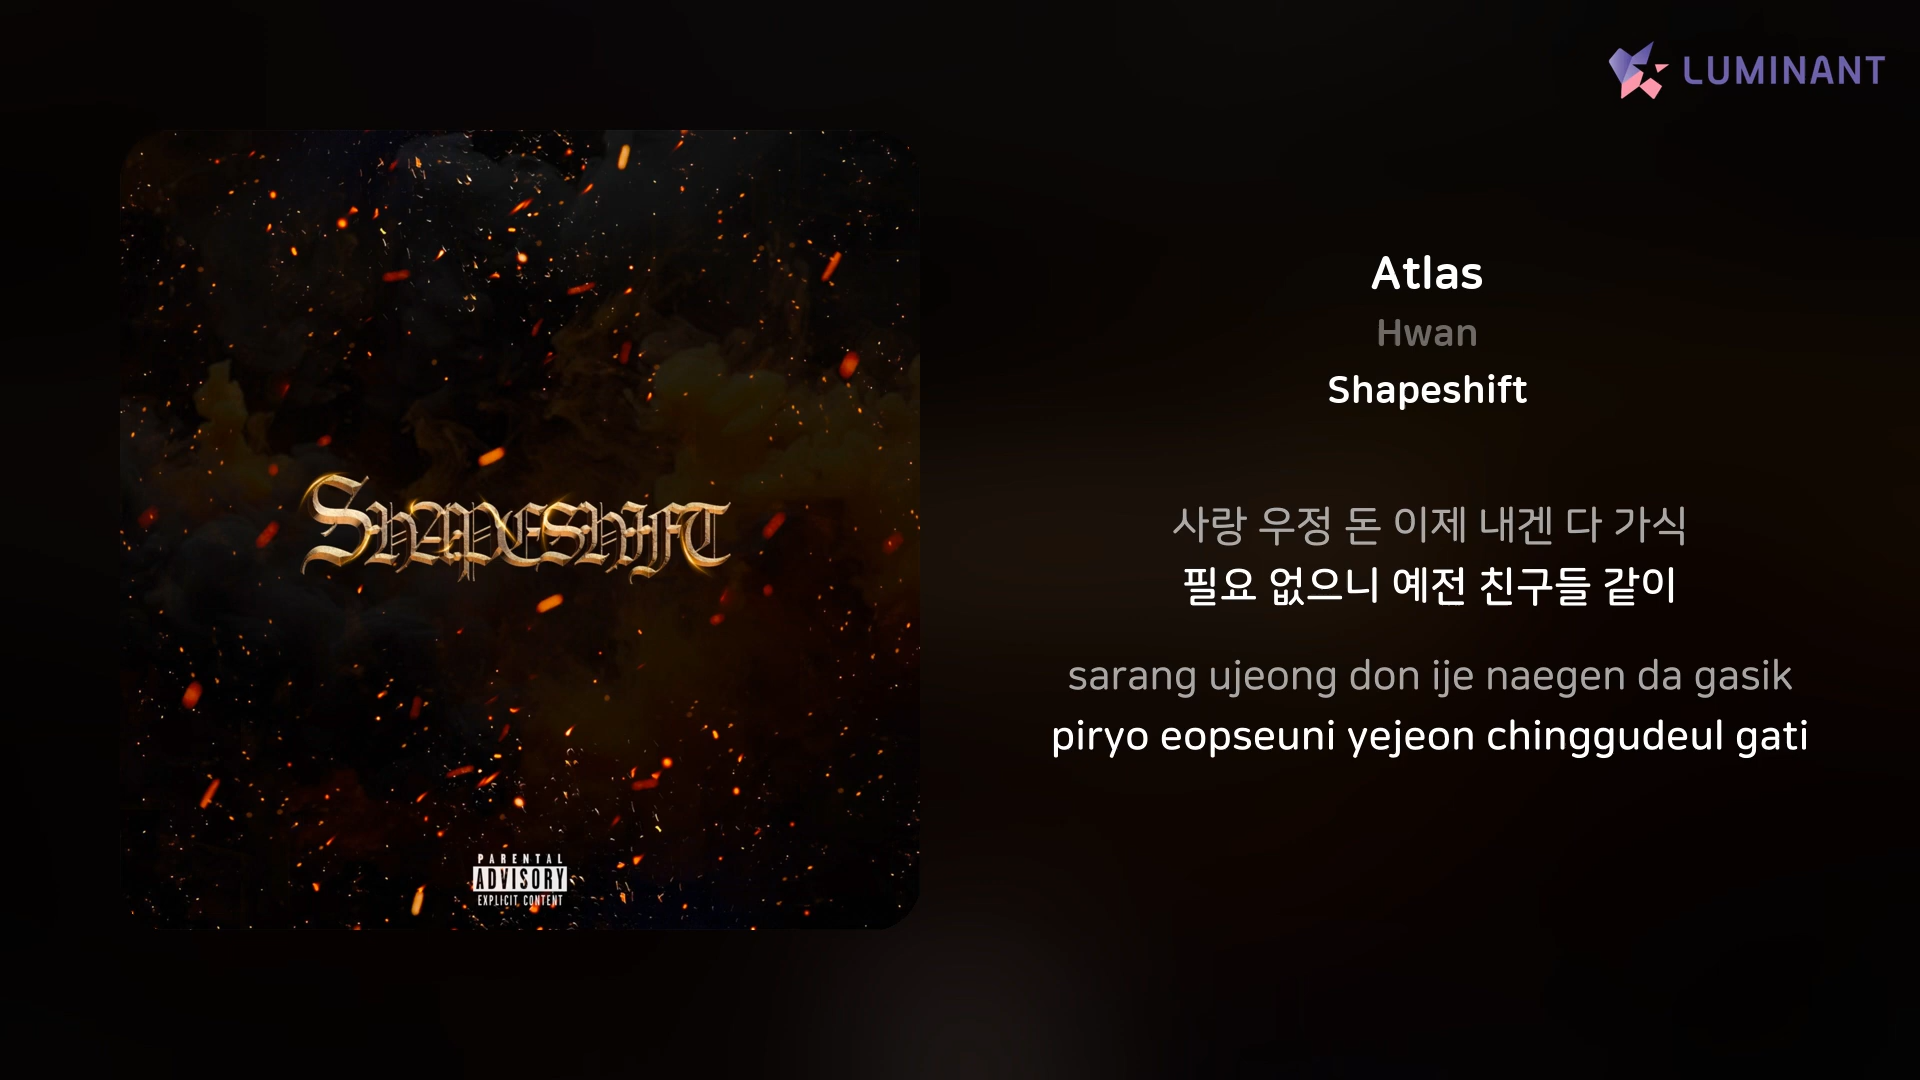 LUMINANT
SHAPESHIFT
PARENTAL
ADVISORY
EXPLICIT CONTENT
Atlas
Hwan
Shapeshift
사랑 우정 돈 이제 내겐 다 가식
필요 없으니 예전 친구들 같이
sarang ujeong don ije naegen da gasik
piryo eopseuni yejeon chinggudeul gati